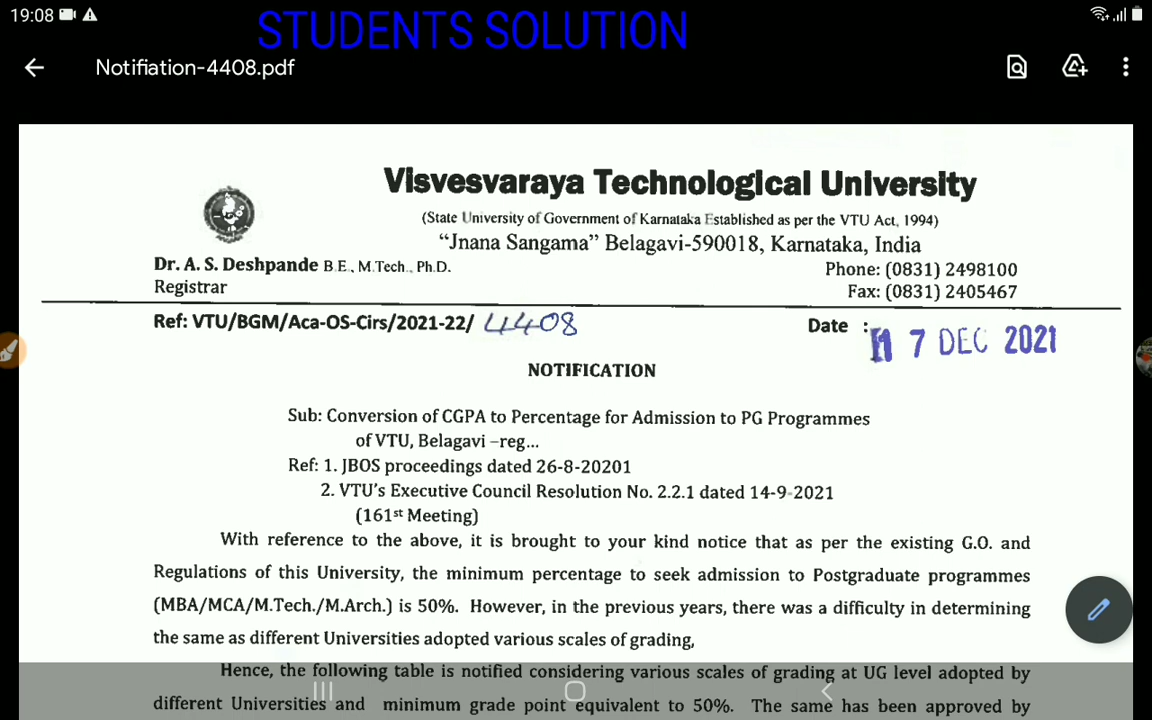 19:08
STUDENTS SOLUTION
Notifiation-4408.pdf
Visvesvaraya Technological University
(State University of Government of Karnataka Established as per the VTU Act, 1994)
“Jnana Sangama” Belagavi-590018, Karnataka, India
Dr. A. S. Deshpande B.E., M.Tech., Ph.D.
Phone: (0831) 2498100
Registrar
Fax: (0831) 2405467
Ref: VTU/BGM/Aca-OS-Cirs/2021-22/ 4408
Date : 17 DEC 2021
NOTIFICATION
Sub: Conversion of CGPA to Percentage for Admission to PG Programmes
of VTU, Belagavi –reg...
Ref: 1. JBOS proceedings dated 26-8-20201
2. VTU's Executive Council Resolution No. 2.2.1 dated 14-9-2021
(161st Meeting)
With reference to the above, it is brought to your kind notice that as per the existing G.O. and
Regulations of this University, the minimum percentage to seek admission to Postgraduate programmes
(MBA/MCA/M.Tech./M.Arch.) is 50%. However, in the previous years, there was a difficulty in determining
the same as different Universities adopted various scales of grading,
Hence, the following table is notified considering various scales of grading at UG level adopted by
different Universities and minimum grade point equivalent to 50%. The same has been approved by